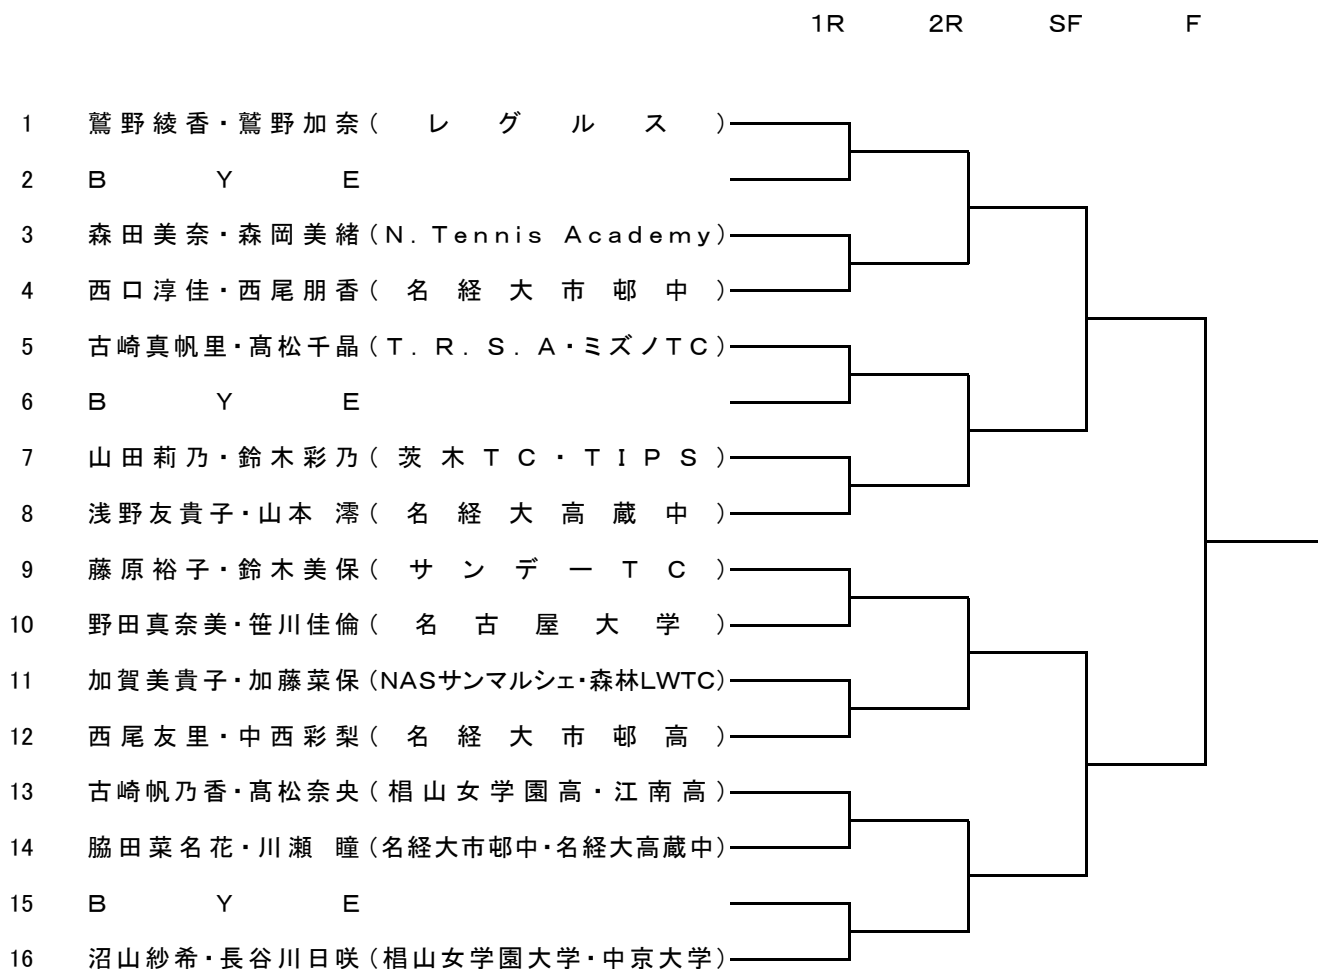 1R 2R SF F
1 鷲野綾香・鷲野加奈(レグルス)
2 BYE
3 森田美奈・森岡美緒(N. Tennis Academy)
4 西口淳佳・西尾朋香(名経大市邨中)
5 古崎真帆里・髙松千晶(T.R.S.A・ミズノTC)
6 BYE
7 山田莉乃・鈴木彩乃(茨木TC・TIPS)
8 浅野友貴子・山本 澪(名経大高蔵中)
9 藤原裕子・鈴木美保(サンデーTC)
10 野田真奈美・笹川佳倫(名古屋大学)
11 加賀美貴子・加藤菜保(NASサンマルシェ・森林LWTC)
12 西尾友里・中西彩梨(名経大市邨高)
13 古崎帆乃香・髙松奈央(椙山女学園高・江南高)
14 脇田菜名花・川瀬 瞳(名経大市邨中・名経大高蔵中)
15 BYE
16 沼山紗希・長谷川日咲(椙山女学園大学・中京大学)